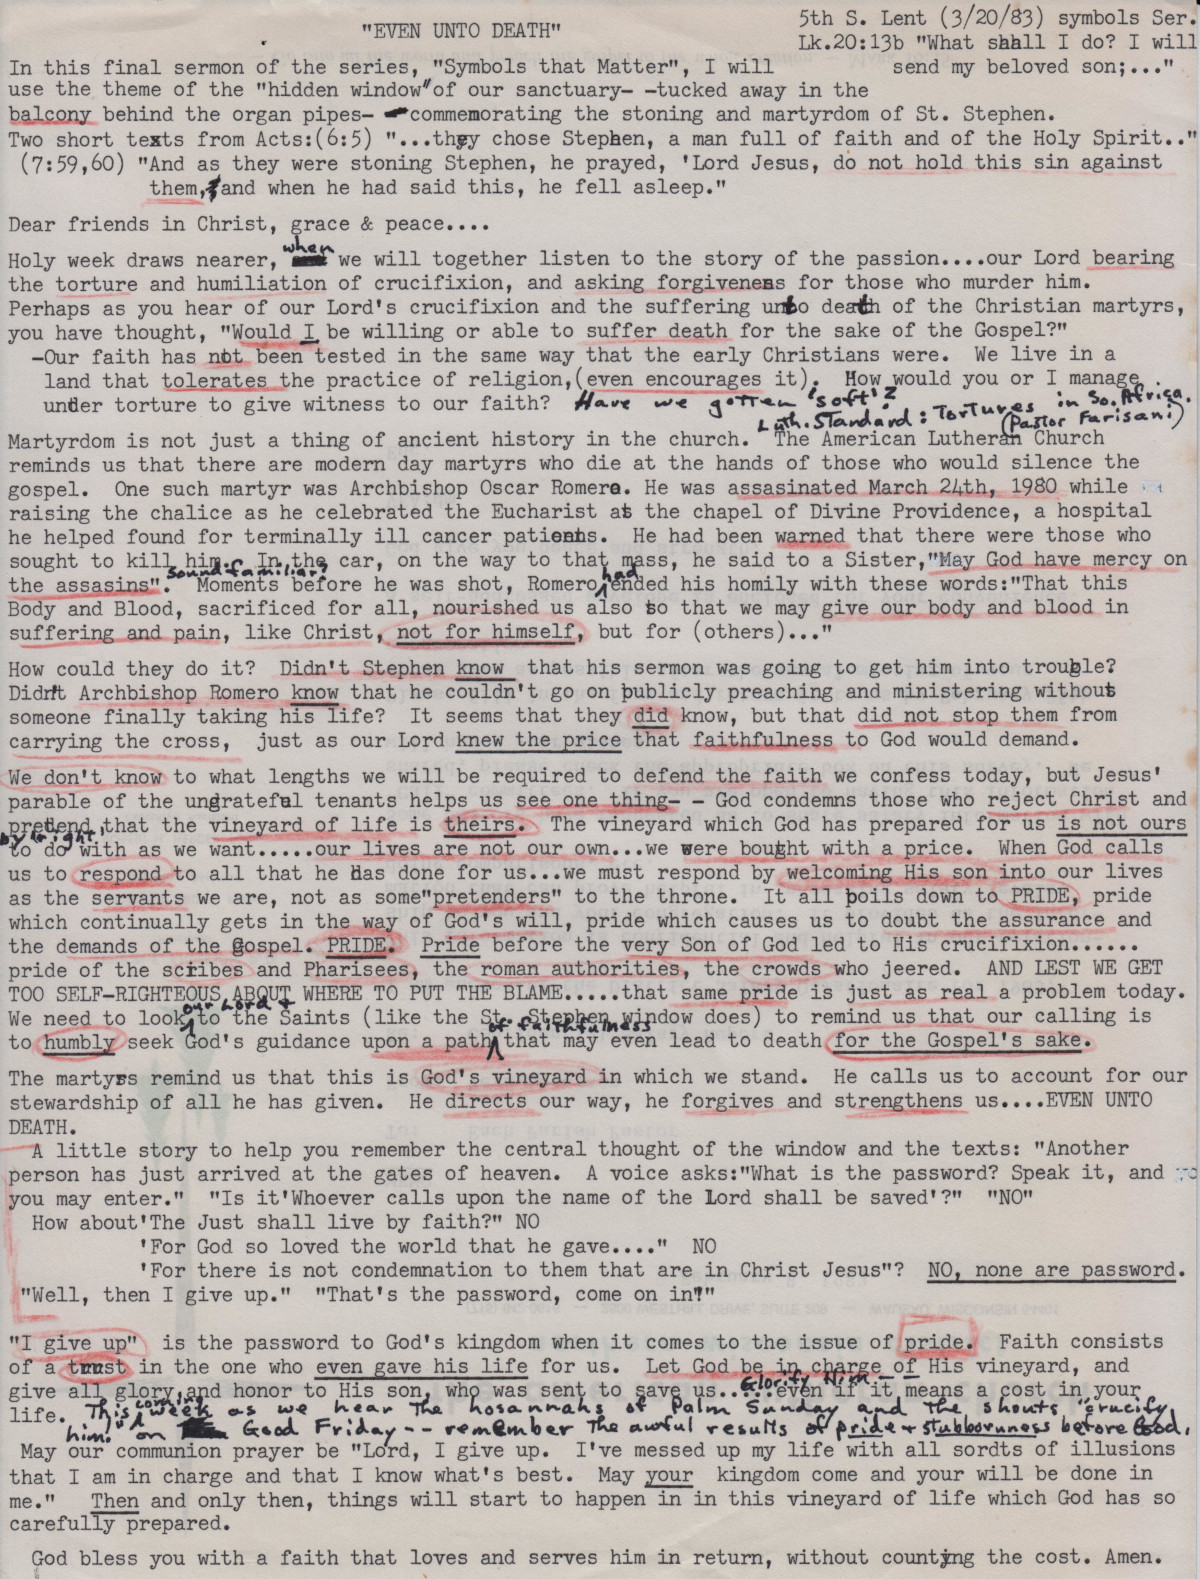 "EVEN UNTO DEATH"
5th S. Lent (3/20/83) symbols Ser.
Lk.20:13b "What shall I do? I will
send my beloved son;..."
In this final sermon of the series, "Symbols that Matter", I will
use the theme of the "hidden window" of our sanctuary- -tucked away in the
balcony behind the organ pipes- -commemorating the stoning and martyrdom of St. Stephen.
Two short texts from Acts:(6:5) "...they chose Stephen, a man full of faith and of the Holy Spirit.."
(7:59,60) "And as they were stoning Stephen, he prayed, 'Lord Jesus, do not hold this sin against
them, and when he had said this, he fell asleep."
Dear friends in Christ, grace & peace....
Holy week draws nearer, when we will together listen to the story of the passion....our Lord bearing
the torture and humiliation of crucifixion, and asking forgiveness for those who murder him.
Perhaps as you hear of our Lord's crucifixion and the suffering unto death of the Christian martyrs,
you have thought, "Would I be willing or able to suffer death for the sake of the Gospel?"
-Our faith has not been tested in the same way that the early Christians were. We live in a
land that tolerates the practice of religion,(even encourages it). How would you or I manage
under torture to give witness to our faith? Have we gotten 'soft'?
Luth. Standard: Tortures in So. Africa.
(Pastor Farisani)
Martyrdom is not just a thing of ancient history in the church. The American Lutheran Church
reminds us that there are modern day martyrs who die at the hands of those who would silence the
gospel. One such martyr was Archbishop Oscar Romero. He was assasinated March 24th, 1980 while
raising the chalice as he celebrated the Eucharist at the chapel of Divine Providence, a hospital
he helped found for terminally ill cancer patients. He had been warned that there were those who
sought to kill him. In the car, on the way to that mass, he said to a Sister,"May God have mercy on
the assasins". sound familiar? Moments before he was shot, Romero had ended his homily with these words:"That this
Body and Blood, sacrificed for all, nourished us also so that we may give our body and blood in
suffering and pain, like Christ, not for himself, but for (others)..."
How could they do it? Didn't Stephen know that his sermon was going to get him into trouble?
Didn't Archbishop Romero know that he couldn't go on publicly preaching and ministering without
someone finally taking his life? It seems that they did know, but that did not stop them from
carrying the cross, just as our Lord knew the price that faithfulness to God would demand.
We don't know to what lengths we will be required to defend the faith we confess today, but Jesus'
parable of the ungrateful tenants helps us see one thing- - God condemns those who reject Christ and
pretend that the vineyard of life is theirs. The vineyard which God has prepared for us is not ours
by 'right'
to do with as we want.....our lives are not our own...we were bought with a price. When God calls
us to respond to all that he has done for us...we must respond by welcoming His son into our lives
as the servants we are, not as some"pretenders" to the throne. It all boils down to PRIDE, pride
which continually gets in the way of God's will, pride which causes us to doubt the assurance and
the demands of the Gospel. PRIDE. Pride before the very Son of God led to His crucifixion......
pride of the scribes and Pharisees, the roman authorities, the crowds who jeered. AND LEST WE GET
TOO SELF-RIGHTEOUS ABOUT WHERE TO PUT THE BLAME.....that same pride is just as real a problem today.
We need to look our Lord + to the Saints (like the St. Stephen window does) to remind us that our calling is
to humbly seek God's guidance upon a path of faithfulness that may even lead to death for the Gospel's sake.
The martyrs remind us that this is God's vineyard in which we stand. He calls us to account for our
stewardship of all he has given. He directs our way, he forgives and strengthens us....EVEN UNTO
DEATH.
A little story to help you remember the central thought of the window and the texts: "Another
person has just arrived at the gates of heaven. A voice asks:"What is the password? Speak it, and
you may enter." "Is it'Whoever calls upon the name of the Lord shall be saved'?" "NO"
How about'The Just shall live by faith?" NO
'For God so loved the world that he gave...." NO
'For there is not condemnation to them that are in Christ Jesus"? NO, none are password.
"Well, then I give up." "That's the password, come on in!"
"I give up" is the password to God's kingdom when it comes to the issue of pride. Faith consists
of a trust in the one who even gave his life for us. Let God be in charge of His vineyard, and
give all glory and honor to His son, who was sent to save us..... Glorify Him - - even if it means a cost in your
life. This coming week as we hear the hosannahs of Palm Sunday and the shouts "crucify
him" on Good Friday -- remember the awful results of pride + stubborunness before God.
May our communion prayer be "Lord, I give up. I've messed up my life with all sordts of illusions
that I am in charge and that I know what's best. May your kingdom come and your will be done in
me." Then and only then, things will start to happen in in this vineyard of life which God has so
carefully prepared.
God bless you with a faith that loves and serves him in return, without counting the cost. Amen.